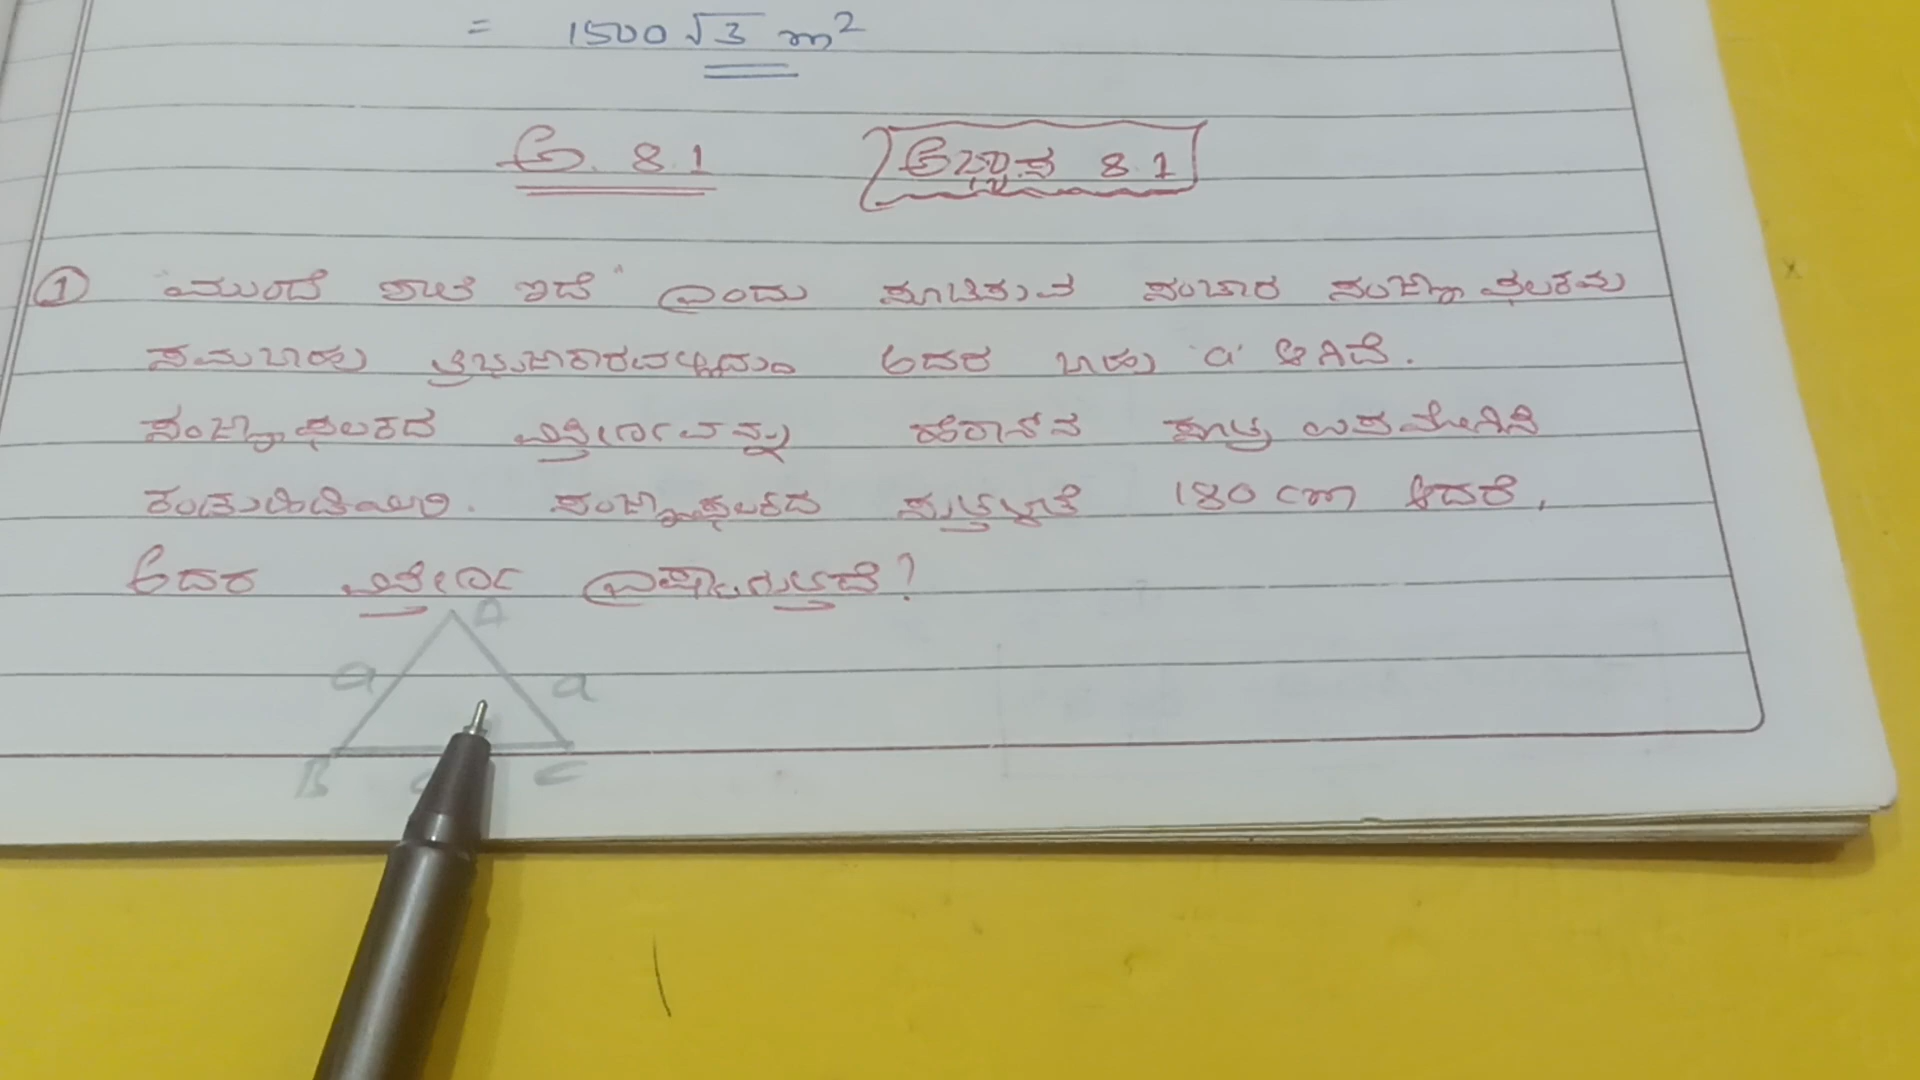 = 1500√3 m²
ಅ. 8.1 ಅಭ್ಯಾಸ 8.1
① "ಮುಂದೆ ಶಾಲೆ ಇದೆ" ಎಂದು ಸೂಚಿಸುವ ಸಂಚಾರ ಸಂಜ್ಞಾ ಫಲಕವು
ಸಮಬಾಹು ತ್ರಿಭುಜಾಕಾರವಾಗಿದ್ದು ಅದರ ಬಾಹು 'a' ಆಗಿದೆ.
ಸಂಜ್ಞಾ ಫಲಕದ ವಿಸ್ತೀರ್ಣವನ್ನು ಹೆರಾನ್‌ನ ಸೂತ್ರ ಉಪಯೋಗಿಸಿ
ಕಂಡುಹಿಡಿಯಿರಿ. ಸಂಜ್ಞಾಫಲಕದ ಸುತ್ತಳತೆ 180 cm ಆದರೆ,
ಅದರ ವಿಸ್ತೀರ್ಣ ಎಷ್ಟಾಗುತ್ತದೆ?
A
a a
B C